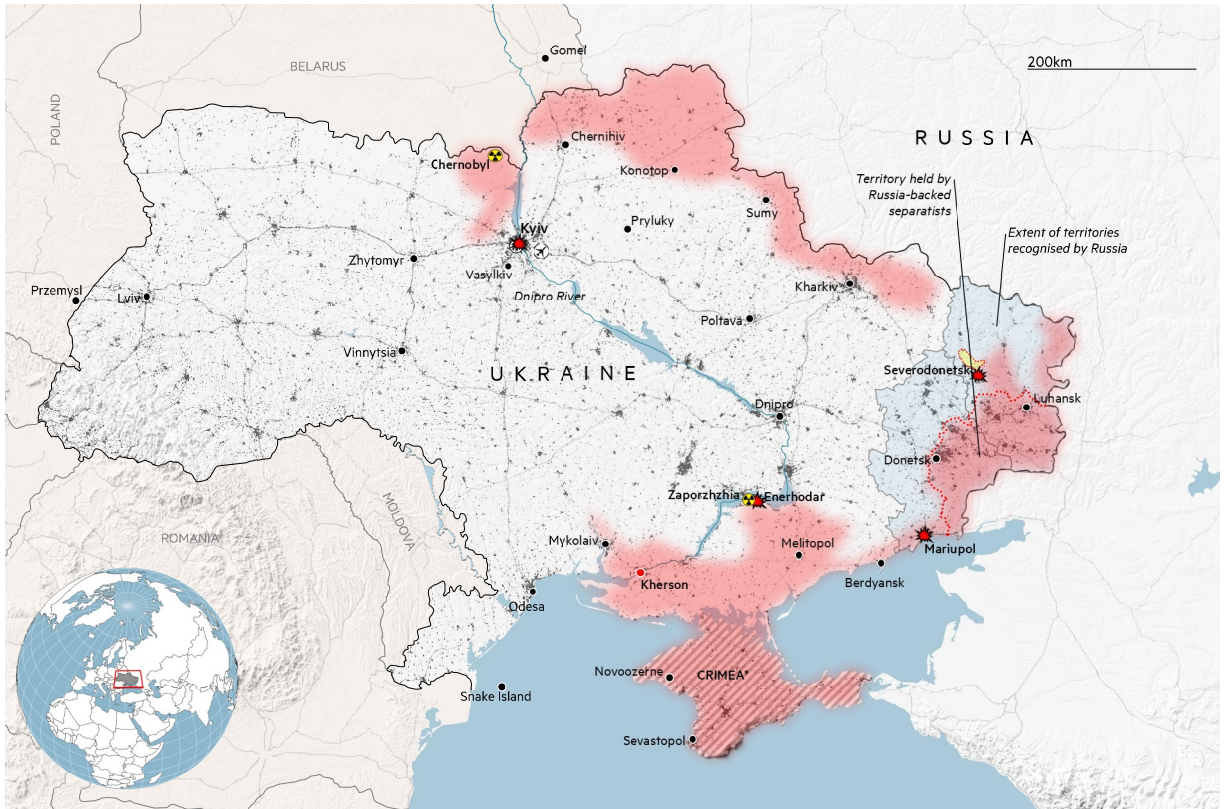 Gomel
BELARUS
200km
POLAND
RUSSIA
Chernihiv
Chernobyl
Konotop
Territory held by
Russia-backed
separatists
Sumy
Pryluky
Kyiv
Extent of territories
recognised by Russia
Zhytomyr
Vasylkiv
Przemysl
Lviv
Dnipro River
Kharkiv
Poltava
Vinnytsia
UKRAINE
Severodonetsk
Luhansk
Dnipro
Donetsk
Zaporzhzhia
Enerhodar
MOLDOVA
ROMANIA
Mykolaiv
Melitopol
Mariupol
Kherson
Berdyansk
Odesa
Novoozerne
CRIMEA*
Snake Island
Sevastopol